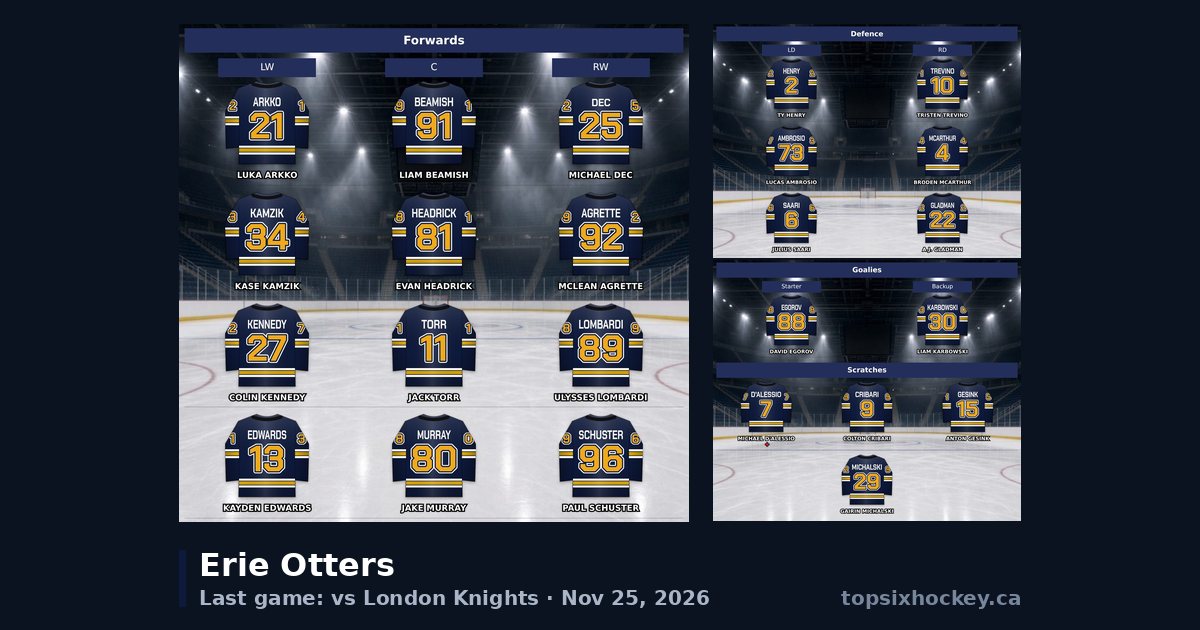 Forwards
LW C RW
ARKKO BEAMISH DEC
21 91 25
LUKA ARKKO LIAM BEAMISH MICHAEL DEC
KAMZIK HEADRICK AGRETTE
34 81 92
KASE KAMZIK EVAN HEADRICK MCLEAN AGRETTE
KENNEDY TORR LOMBARDI
27 11 89
COLIN KENNEDY JACK TORR ULYSSES LOMBARDI
EDWARDS MURRAY SCHUSTER
13 80 96
KAYDEN EDWARDS JAKE MURRAY PAUL SCHUSTER
Defence
LD RD
HENRY TREVINO
2 10
TY HENRY TRISTEN TREVINO
AMBROSIO MCARTHUR
73 4
LUCAS AMBROSIO BRODEN MCARTHUR
SAARI GLADMAN
6 22
JULIUS SAARI A.J. GLADMAN
Goalies
Starter Backup
EGOROV KARBOWSKI
88 30
DAVID EGOROV LIAM KARBOWSKI
Scratches
D'ALESSIO CRIBARI GESINK
7 9 15
MICHAEL D'ALESSIO COLTON CRIBARI ANTON GESINK
MICHALSKI
29
MICHALSKI
Erie Otters
Last game: vs London Knights · Nov 25, 2026
topsixhockey.ca